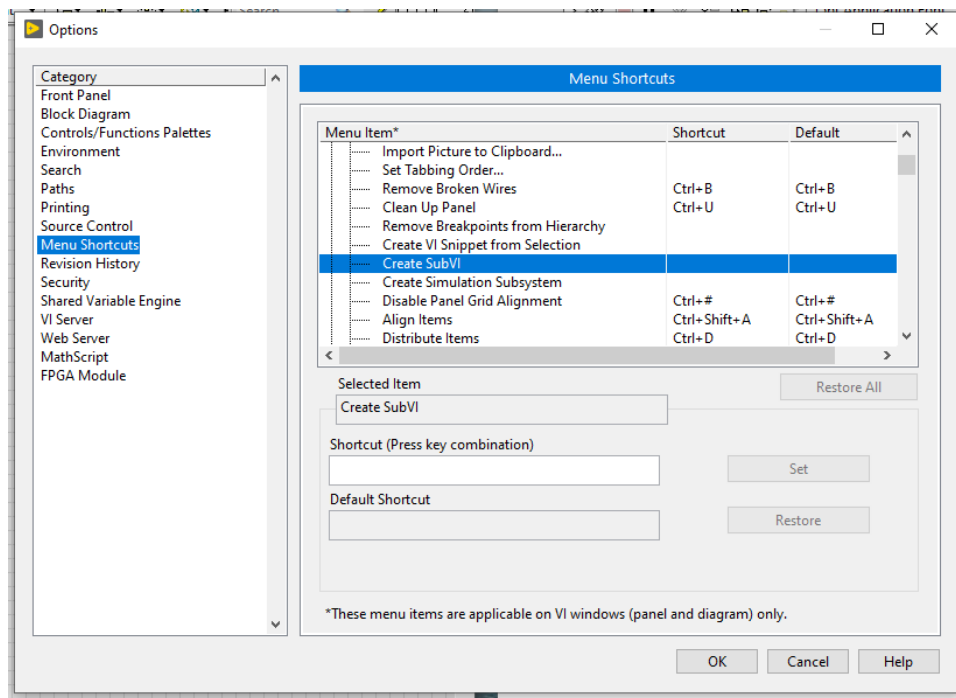 Options
Category
Front Panel
Block Diagram
Controls/Functions Palettes
Environment
Search
Paths
Printing
Source Control
Menu Shortcuts
Revision History
Security
Shared Variable Engine
VI Server
Web Server
MathScript
FPGA Module
Menu Shortcuts
Menu Item* Shortcut Default
Import Picture to Clipboard...
Set Tabbing Order...
Remove Broken Wires Ctrl+B Ctrl+B
Clean Up Panel Ctrl+U Ctrl+U
Remove Breakpoints from Hierarchy
Create VI Snippet from Selection
Create SubVI
Create Simulation Subsystem
Disable Panel Grid Alignment Ctrl+# Ctrl+#
Align Items Ctrl+Shift+A Ctrl+Shift+A
Distribute Items Ctrl+D Ctrl+D
Selected Item
Restore All
Create SubVI
Shortcut (Press key combination)
Set
Default Shortcut
Restore
*These menu items are applicable on VI windows (panel and diagram) only.
OK Cancel Help